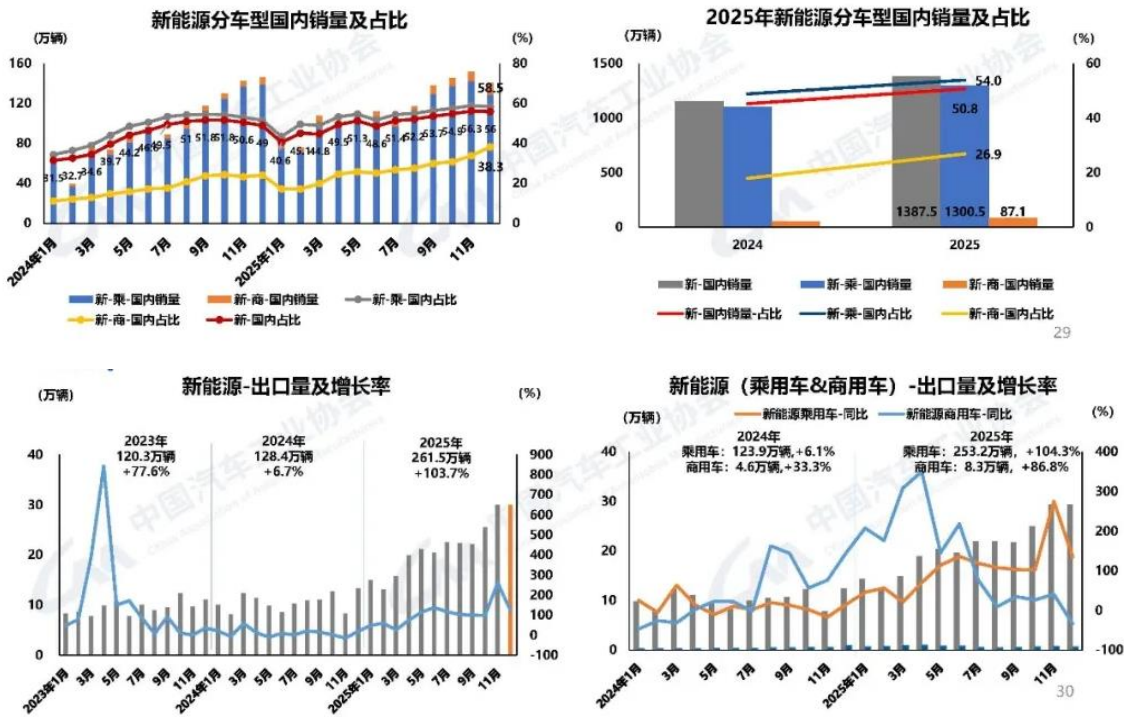 新能源分车型国内销量及占比
(万辆)
(%)
160
120
80
40
0
80
60
40
20
0
31.5
32.7
34.6
39.7
44.2
46.4
49.5
51
51.8
51.8
50.6
49
40.6
45.1
44.8
49.5
51.3
48.6
51.4
52.2
53.7
54.9
56.3
56
58.5
38.3
2024年1月
3月
5月
7月
9月
11月
2025年1月
3月
5月
7月
9月
11月
新-乘-国内销量
新-商-国内销量
新-乘-国内占比
新-商-国内占比
新-国内占比
2025年新能源分车型国内销量及占比
(万辆)
(%)
1500
1000
500
0
60
40
20
0
54.0
50.8
26.9
1387.5
1300.5
87.1
2024
2025
新-国内销量
新-乘-国内销量
新-商-国内销量
新-国内销量-占比
新-乘-国内占比
新-商-国内占比
29
新能源-出口量及增长率
(万辆)
(%)
2023年
120.3万辆
+77.6%
2024年
128.4万辆
+6.7%
2025年
261.5万辆
+103.7%
40
30
20
10
0
900
800
700
600
500
400
300
200
100
0
-100
2023年1月
3月
5月
7月
9月
11月
2024年1月
3月
5月
7月
9月
11月
2025年1月
3月
5月
7月
9月
11月
新能源（乘用车&商用车）-出口量及增长率
(万辆)
(%)
新能源乘用车-同比
新能源商用车-同比
2024年
乘用车：123.9万辆,+6.1%
商用车：4.6万辆,+33.3%
2025年
乘用车：253.2万辆，+104.3%
商用车：8.3万辆，+86.8%
40
30
20
10
0
400
300
200
100
0
-100
2024年1月
3月
5月
7月
9月
11月
2025年1月
3月
5月
7月
9月
11月
30
中国汽车工业协会